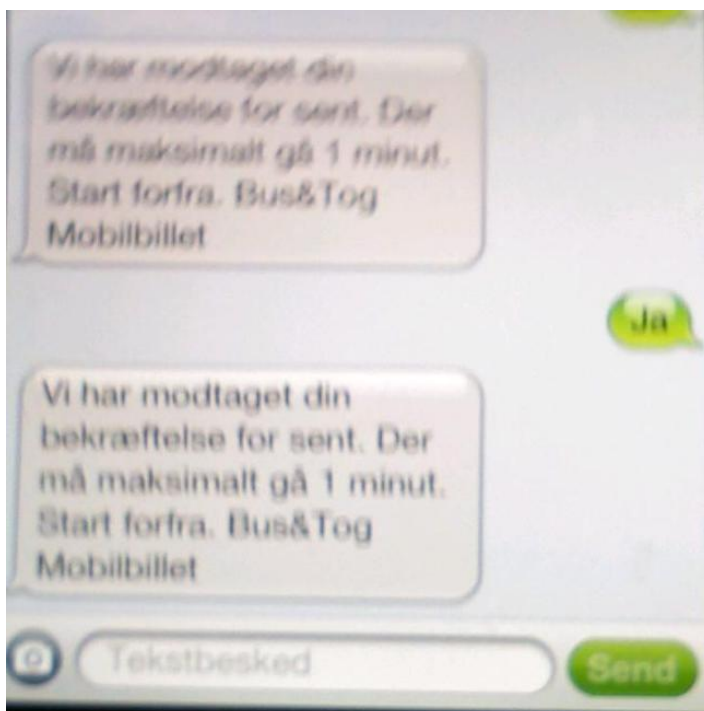 Vi har modtaget din
bekræftelse for sent. Der
må maksimalt gå 1 minut.
Start forfra. Bus&Tog
Mobilbillet
Ja
Vi har modtaget din
bekræftelse for sent. Der
må maksimalt gå 1 minut.
Start forfra. Bus&Tog
Mobilbillet
Tekstbesked
Send